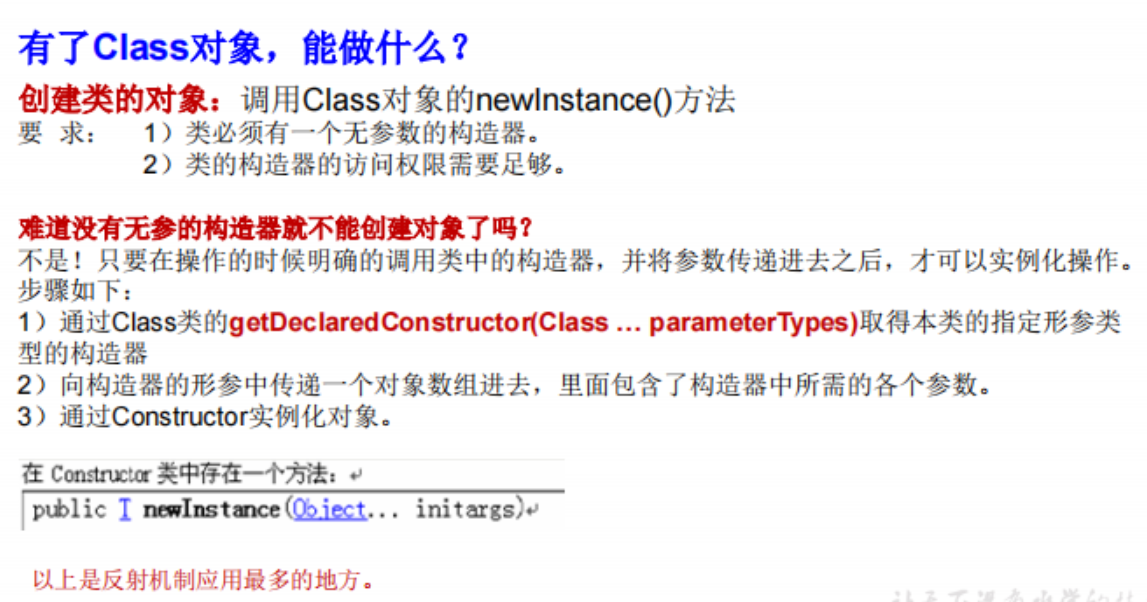 有了Class对象，能做什么？
创建类的对象：调用Class对象的newInstance()方法
要 求： 1）类必须有一个无参数的构造器。
2）类的构造器的访问权限需要足够。
难道没有无参的构造器就不能创建对象了吗？
不是！只要在操作的时候明确的调用类中的构造器，并将参数传递进去之后，才可以实例化操作。
步骤如下：
1）通过Class类的getDeclaredConstructor(Class … parameterTypes)取得本类的指定形参类
型的构造器
2）向构造器的形参中传递一个对象数组进去，里面包含了构造器中所需的各个参数。
3）通过Constructor实例化对象。
在 Constructor 类中存在一个方法：↵
public T newInstance(Object... initargs)↵
以上是反射机制应用最多的地方。